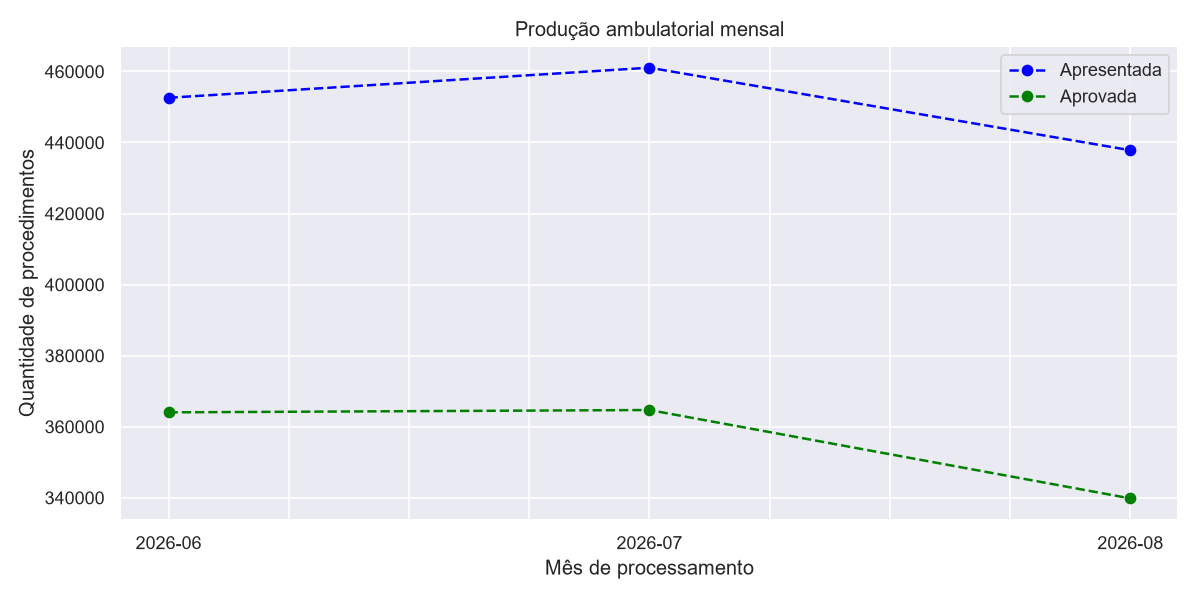 Produção ambulatorial mensal
Apresentada
Aprovada
Quantidade de procedimentos
460000
440000
420000
400000
380000
360000
340000
2026-06
2026-07
2026-08
Mês de processamento